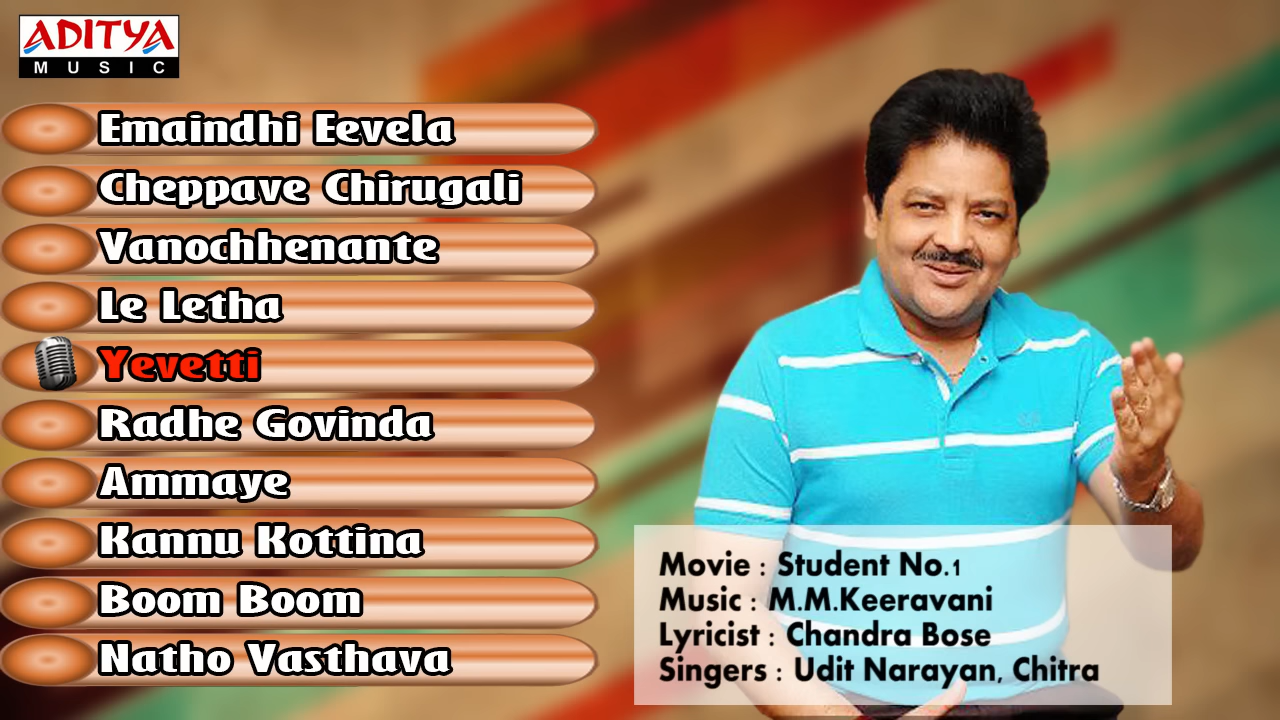 ADITYA
MUSIC
Emaindhi Eevela
Cheppave Chirugali
Vanochhenante
Le Letha
Yevetti
Radhe Govinda
Ammaye
Kannu Kottina
Boom Boom
Natho Vasthava
Movie : Student No.1
Music : M.M.Keeravani
Lyricist : Chandra Bose
Singers : Udit Narayan, Chitra